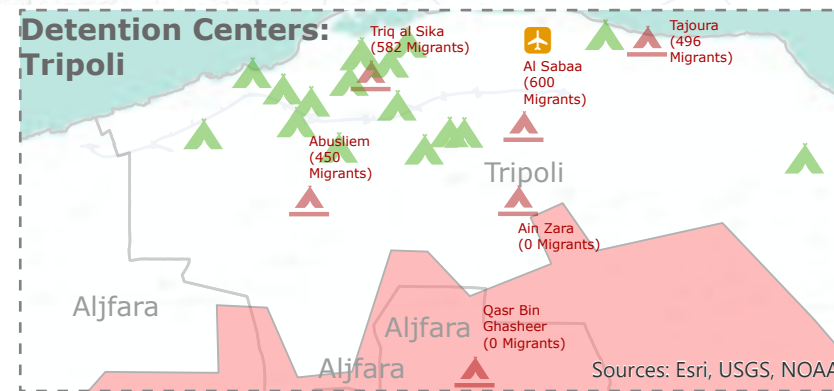 Detention Centers:
Tripoli
Triq al Sika
(582 Migrants)
Tajoura
(496
Migrants)
Al Sabaa
(600
Migrants)
Abusliem
(450
Migrants)
Tripoli
Ain Zara
(0 Migrants)
Aljfara
Qasr Bin
Ghasheer
(0 Migrants)
Aljfara
Aljfara
Sources: Esri, USGS, NOAA